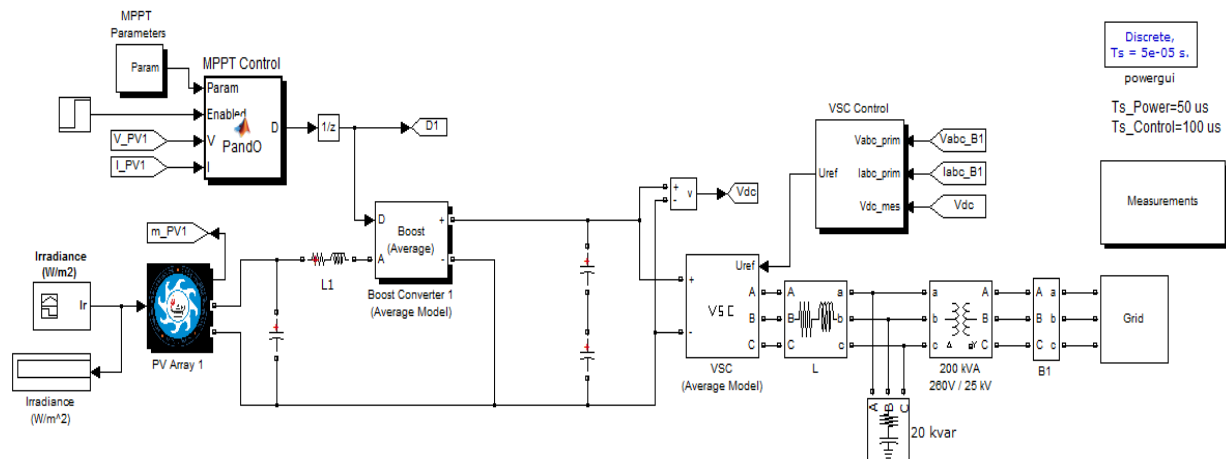 MPPT
Parameters
Param
MPPT Control
Param
Enabled
V
I
D
PandO
V_PV1
I_PV1
1/z
D1
Discrete,
Ts = 5e-05 s.
powergui
Ts_Power=50 us
Ts_Control=100 us
VSC Control
Vabc_prim
Iabc_prim
Vdc_mes
Uref
Vabc_B1
Iabc_B1
Vdc
+
-
v
Vdc
Measurements
m_PV1
Irradiance
(W/m2)
Ir
PV Array 1
Irradiance
(W/m^2)
L1
D
A
Boost
(Average)
+
-
Boost Converter 1
(Average Model)
Uref
+
-
VSC
A
B
C
VSC
(Average Model)
A
B
C
a
b
c
L
a
b
c
A
B
C
Δ
200 kVA
260V / 25 kV
A
B
C
a
b
c
B1
Grid
A
B
C
20 kvar